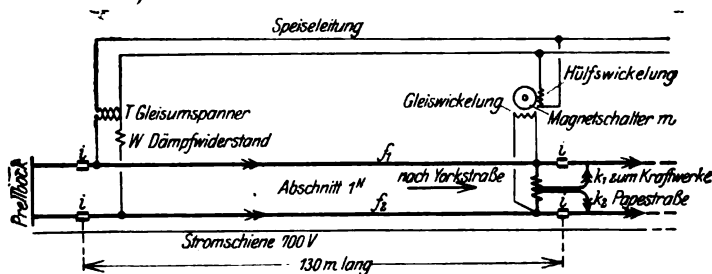 Speiseleitung
Hülfswickelung
Gleiswickelung
T Gleisumspanner
Magnetschalter m
W Dämpfwiderstand
i f₁ i
Prellbock
Abschnitt 1ᴺ nach Yorkstraße k₁ zum Kraftwerke
i f₂ i k₂ Papestraße
Stromschiene 700 V
130 m lang